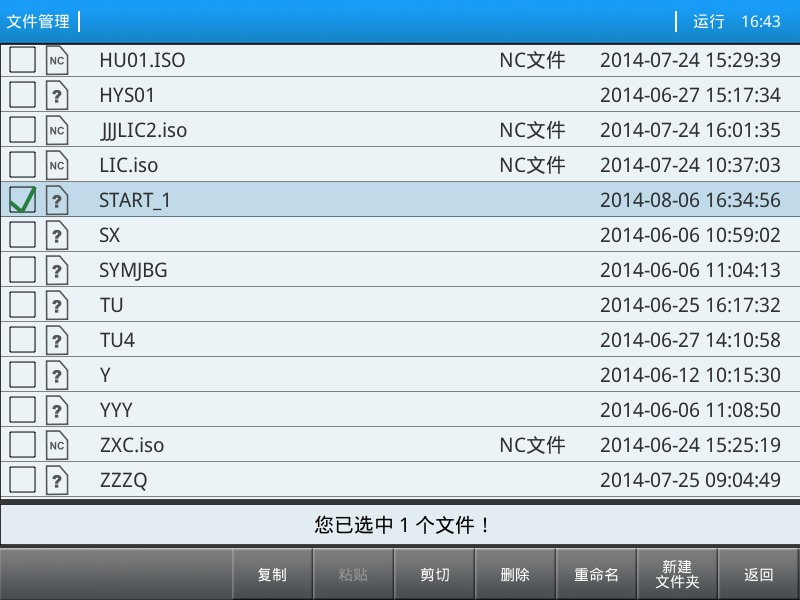 文件管理 运行 16:43
NC HU01.ISO NC文件 2014-07-24 15:29:39
? HYS01 2014-06-27 15:17:34
NC JJJLIC2.iso NC文件 2014-07-24 16:01:35
NC LIC.iso NC文件 2014-07-24 10:37:03
? START_1 2014-08-06 16:34:56
? SX 2014-06-06 10:59:02
? SYMJBG 2014-06-06 11:04:13
? TU 2014-06-25 16:17:32
? TU4 2014-06-27 14:10:58
? Y 2014-06-12 10:15:30
? YYY 2014-06-06 11:08:50
NC ZXC.iso NC文件 2014-06-24 15:25:19
? ZZZQ 2014-07-25 09:04:49
您已选中 1 个文件！
复制 粘贴 剪切 删除 重命名 新建 返回
文件夹